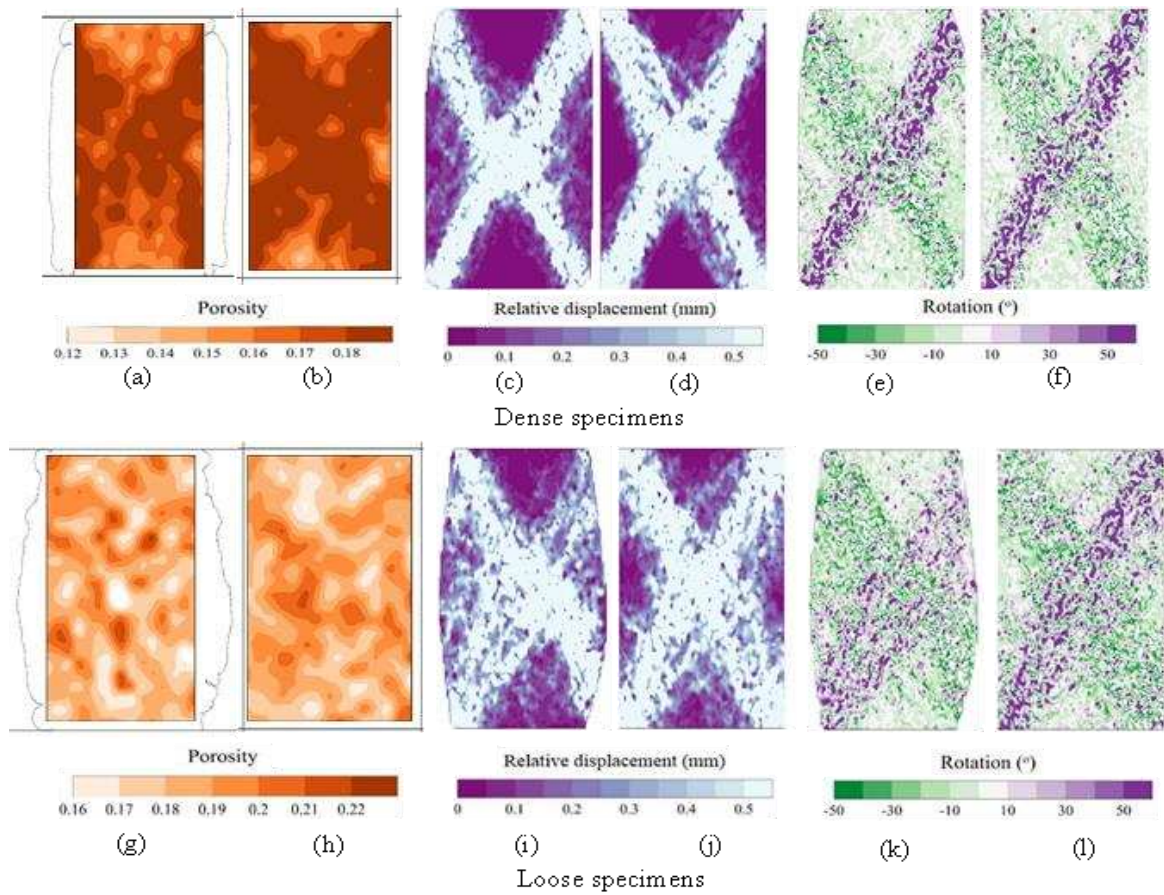 Porosity
0.12 0.13 0.14 0.15 0.16 0.17 0.18
(a) (b)
Relative displacement (mm)
0 0.1 0.2 0.3 0.4 0.5
(c) (d)
Rotation (°)
-50 -30 -10 10 30 50
(e) (f)
Dense specimens
Porosity
0.16 0.17 0.18 0.19 0.2 0.21 0.22
(g) (h)
Relative displacement (mm)
0 0.1 0.2 0.3 0.4 0.5
(i) (j)
Rotation (°)
-50 -30 -10 10 30 50
(k) (l)
Loose specimens